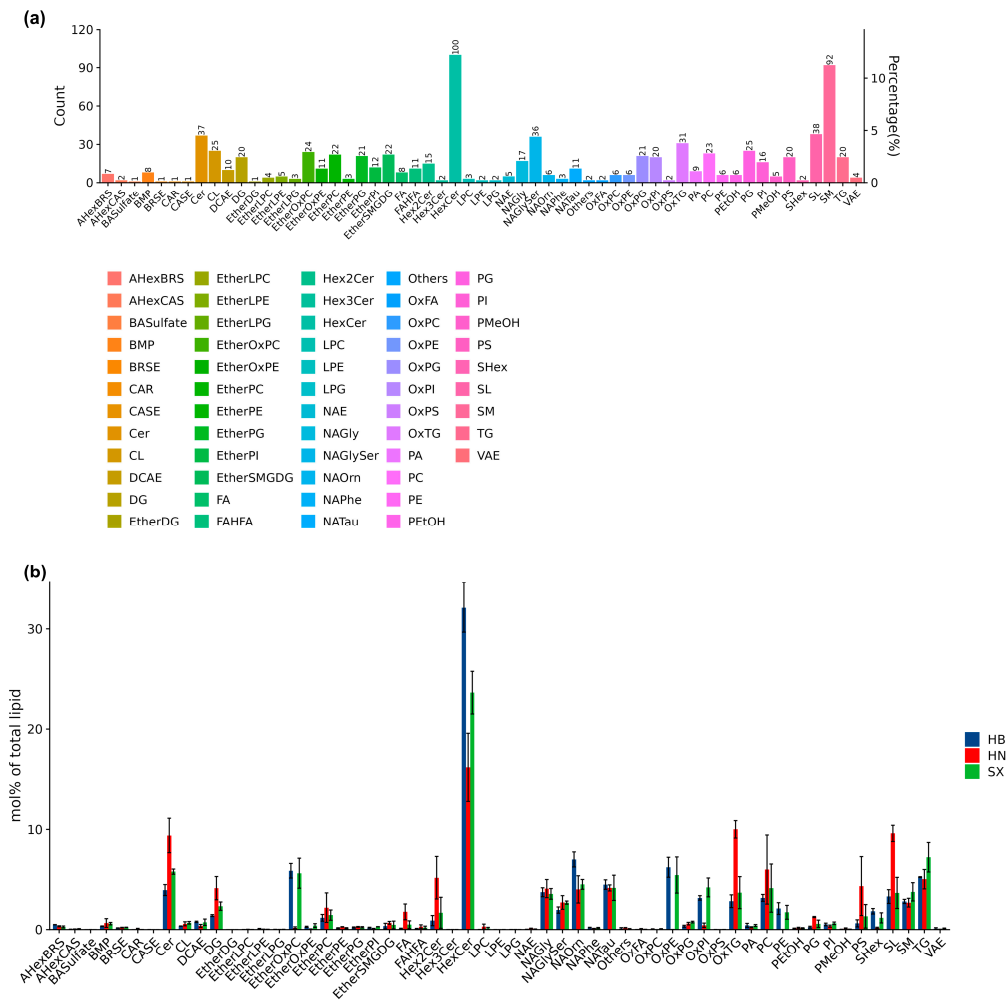 (a)
120
90
60
30
0
Count
7 2 1 8 1 1 1 37 25 10 20 1 4 5 3 24 11 22 3 21 12 22 8 11 15 2 100 3 2 2 5 17 36 6 3 11 2 2 6 6 21 20 2 31 9 23 6 6 25 16 5 20 2 38 92 20 4
10
5
0
Percentage(%)
AHexBRS AHexCAS BASulfate BMP BRSE CAR CASE Cer CL DCAE DG EtherDG EtherLPC EtherLPE EtherLPG EtherOxPC EtherOxPE EtherPC EtherPE EtherPG EtherPI EtherSMGDG FA FAHFA Hex2Cer Hex3Cer HexCer LPC LPE LPG NAE NAGly NAGlySer NAOrn NAPhe NATau Others OxFA OxPC OxPE OxPG OxPI OxPS OxTG PA PC PE PEtOH PG PI PMeOH PS SHex SL SM TG VAE
AHexBRS EtherLPC Hex2Cer Others PG
AHexCAS EtherLPE Hex3Cer OxFA PI
BASulfate EtherLPG HexCer OxPC PMeOH
BMP EtherOxPC LPC OxPE PS
BRSE EtherOxPE LPE OxPG SHex
CAR EtherPC LPG OxPI SL
CASE EtherPE NAE OxPS SM
Cer EtherPG NAGly OxTG TG
CL EtherPI NAGlySer PA VAE
DCAE EtherSMGDG NAOrn PC
DG FA NAPhe PE
EtherDG FAHFA NATau PEtOH
(b)
30
20
10
0
mol% of total lipid
HB
HN
SX
AHexBRS AHexCAS BASulfate BMP BRSE CAR CASE Cer CL DCAE DG EtherDG EtherLPC EtherLPE EtherLPG EtherOxPC EtherOxPE EtherPC EtherPE EtherPG EtherPI EtherSMGDG FA FAHFA Hex2Cer Hex3Cer HexCer LPC LPE LPG NAE NAGly NAGlySer NAOrn NAPhe NATau Others OxFA OxPC OxPE OxPG OxPI OxPS OxTG PA PC PE PEtOH PG PI PMeOH PS SHex SL SM TG VAE